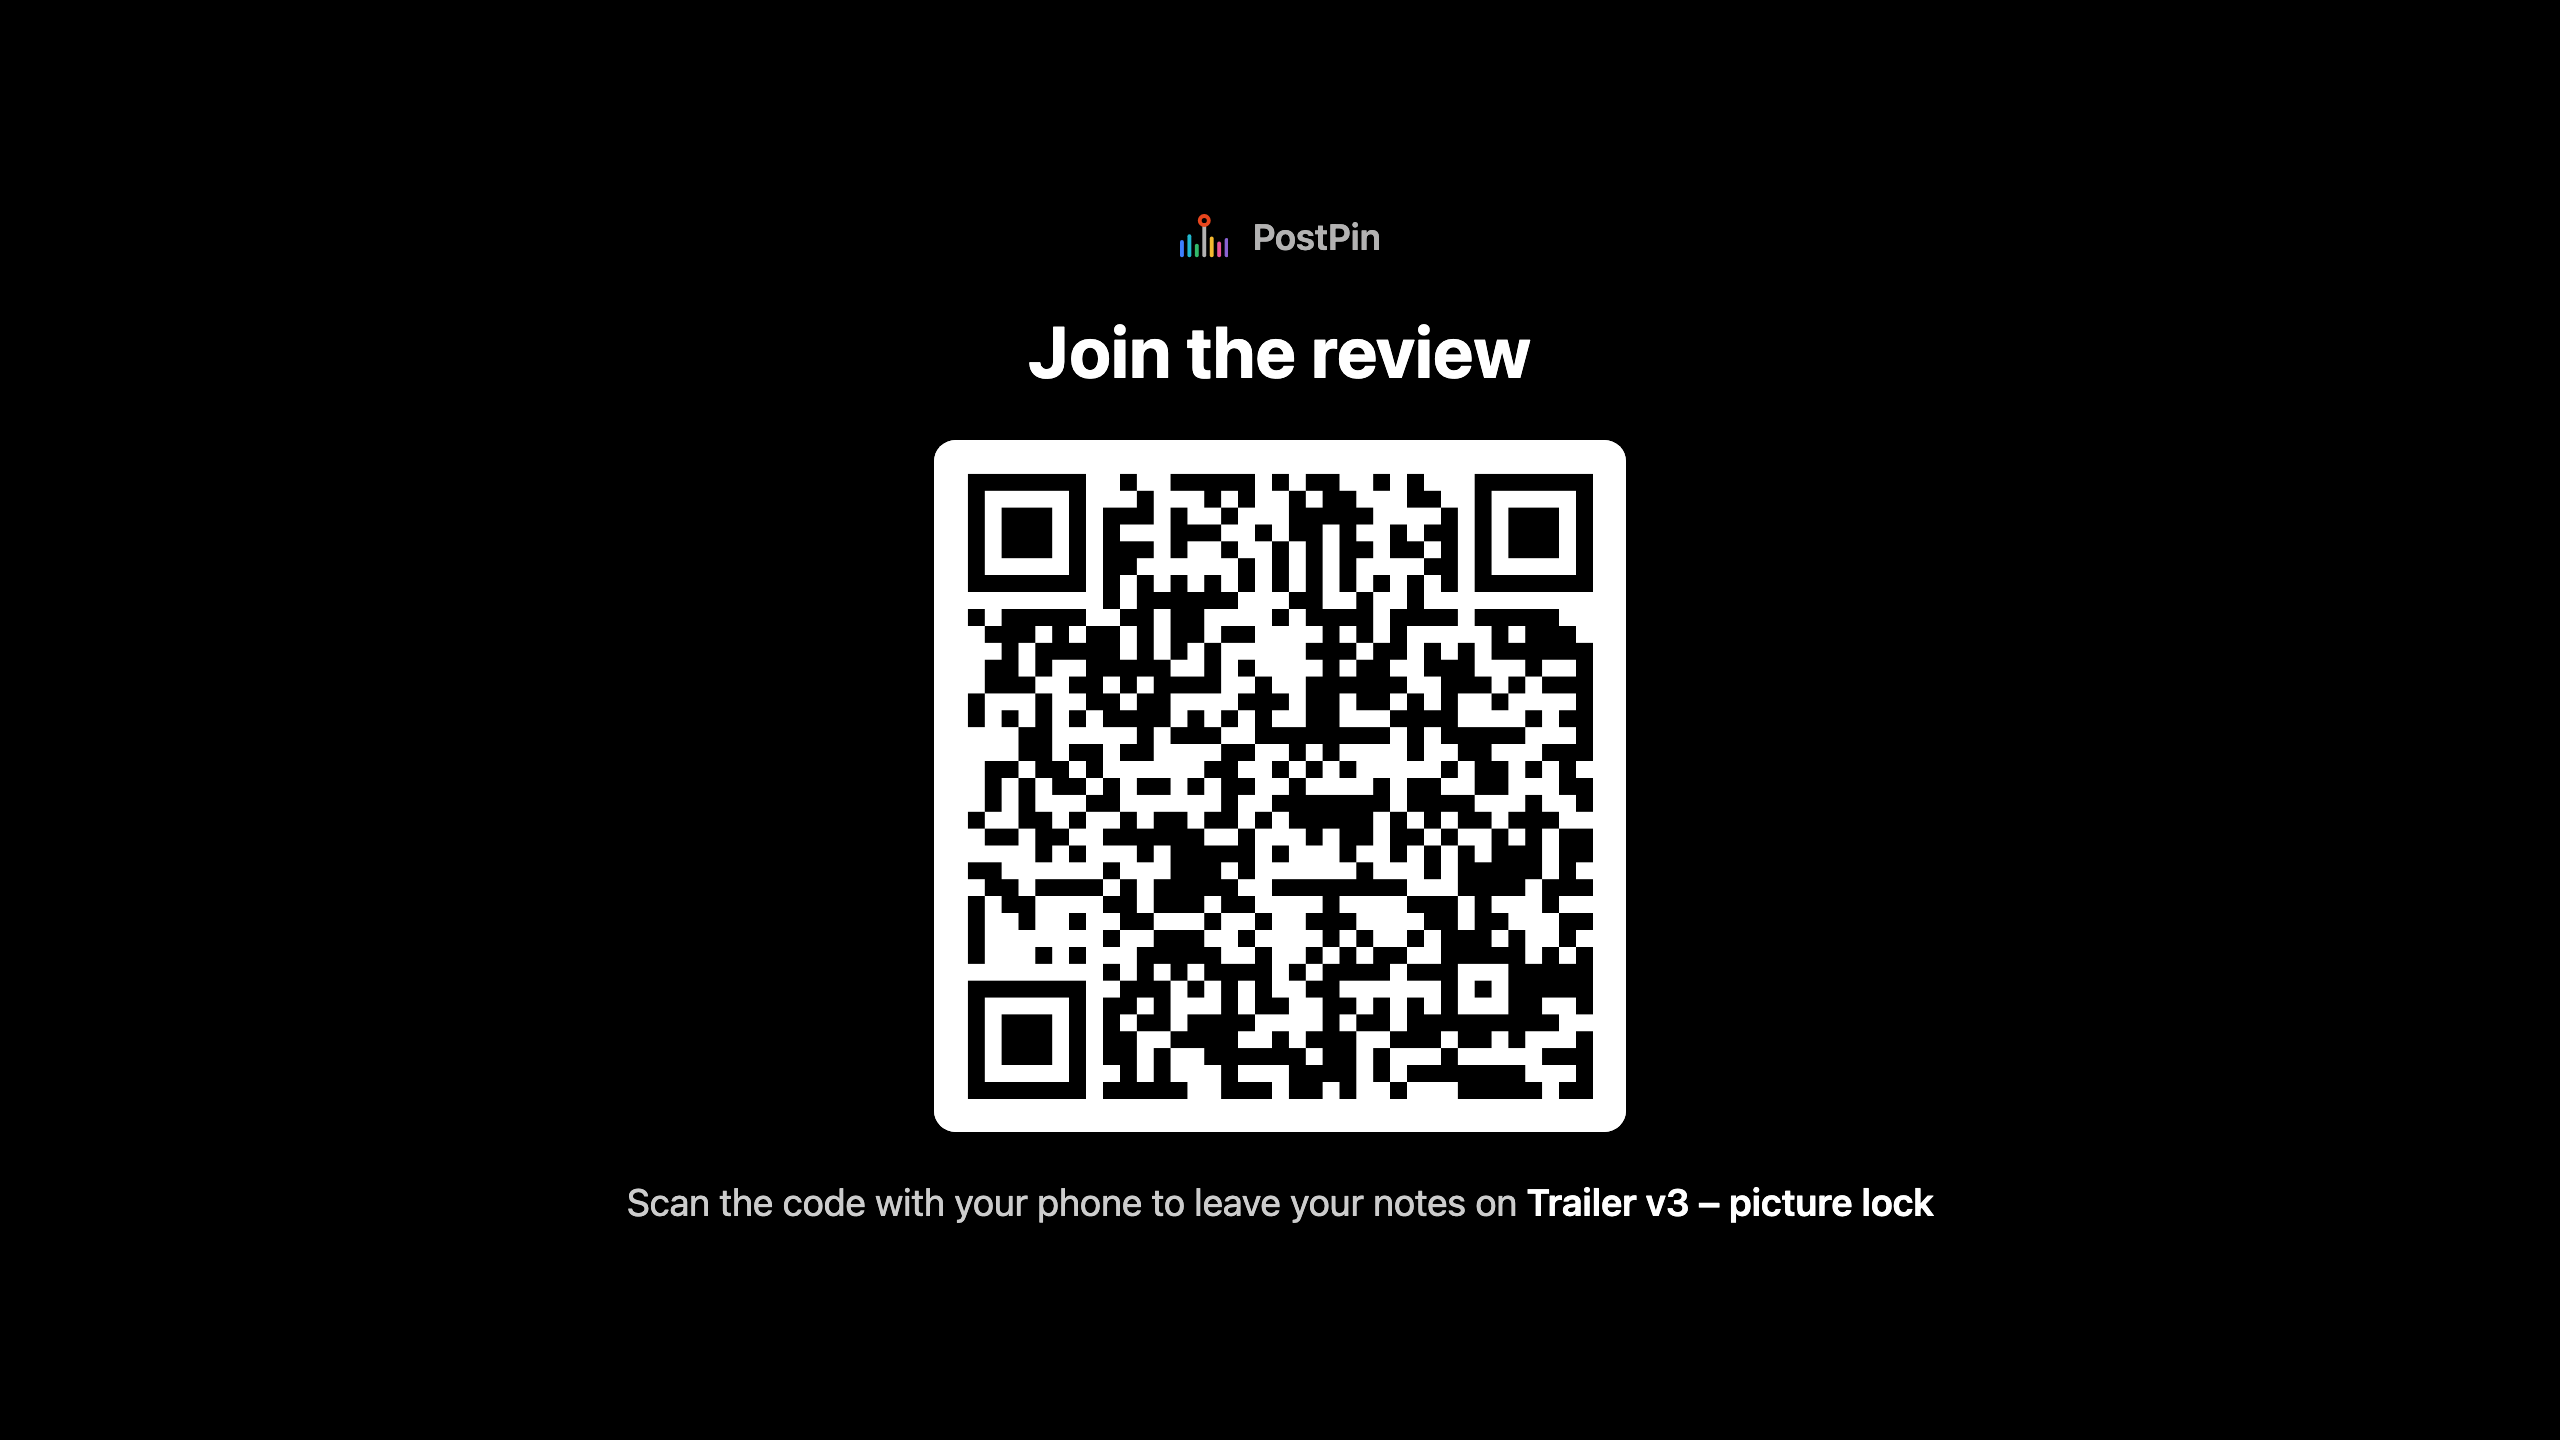 PostPin
Join the review
Scan the code with your phone to leave your notes on Trailer v3 – picture lock